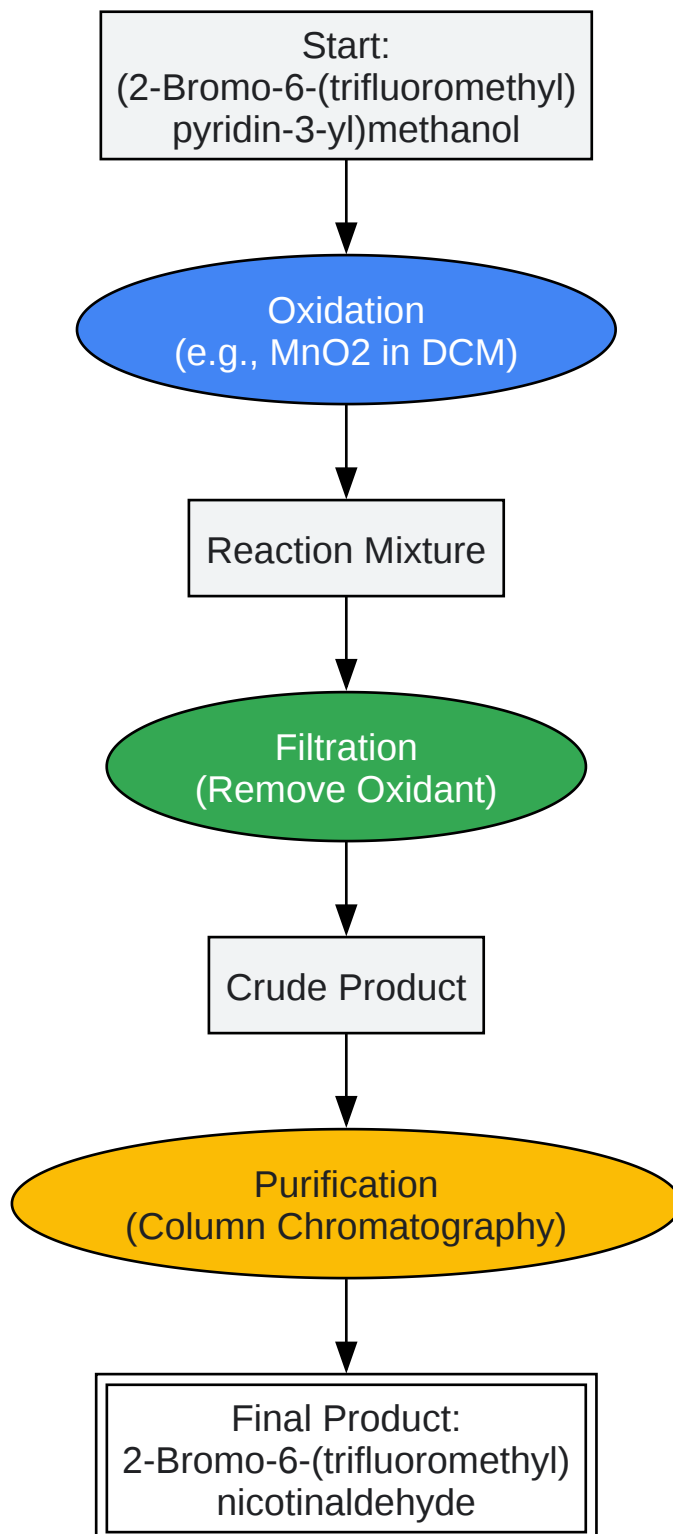 Start:
(2-Bromo-6-(trifluoromethyl)
pyridin-3-yl)methanol
Oxidation
(e.g., MnO2 in DCM)
Reaction Mixture
Filtration
(Remove Oxidant)
Crude Product
Purification
(Column Chromatography)
Final Product:
2-Bromo-6-(trifluoromethyl)
nicotinaldehyde